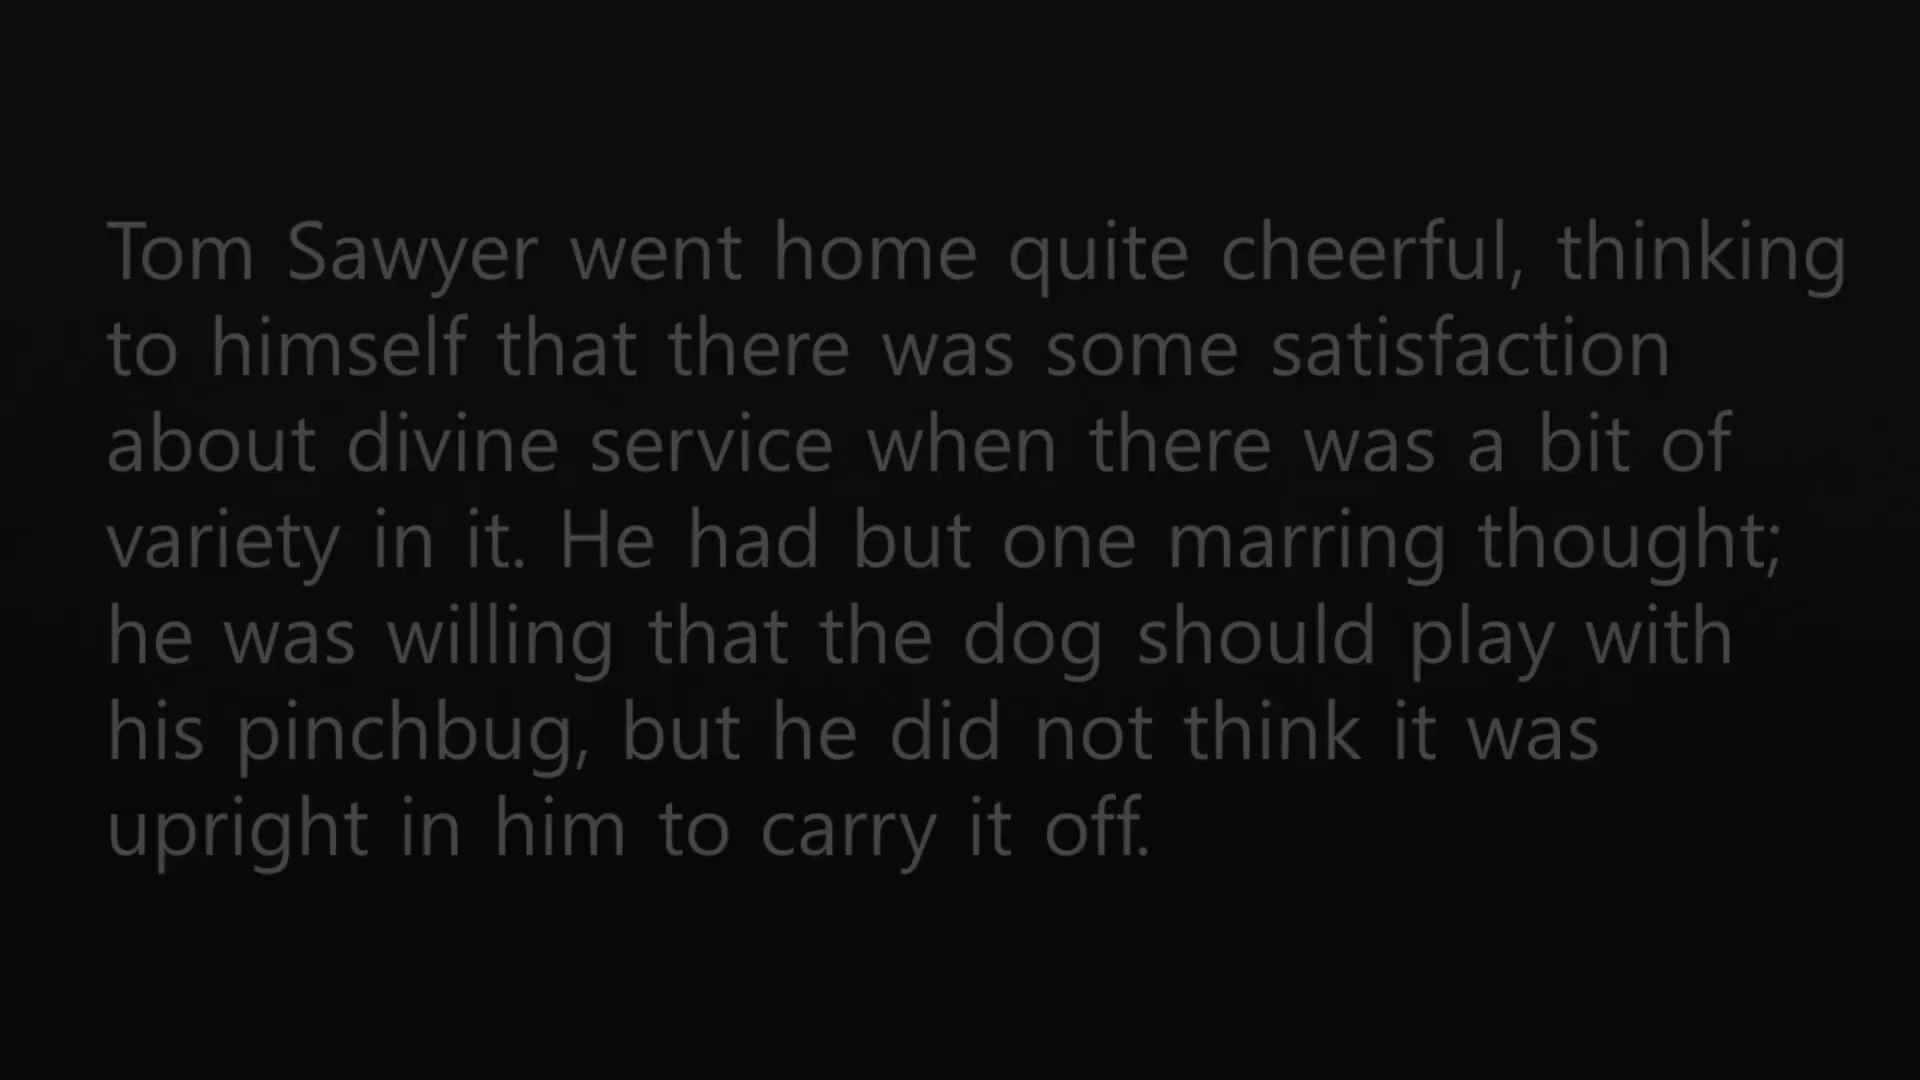 Tom Sawyer went home quite cheerful, thinking
to himself that there was some satisfaction
about divine service when there was a bit of
variety in it. He had but one marring thought;
he was willing that the dog should play with
his pinchbug, but he did not think it was
upright in him to carry it off.